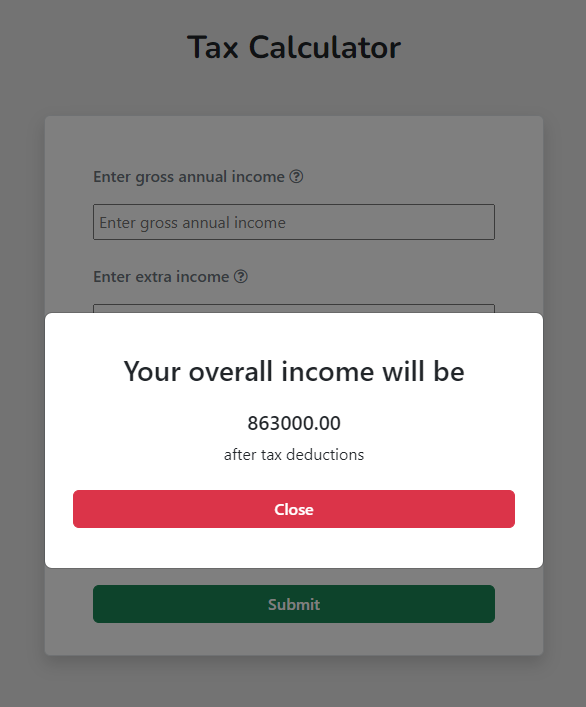 Tax Calculator
Enter gross annual income
Enter gross annual income
Enter extra income
Your overall income will be
863000.00
after tax deductions
Close
Submit